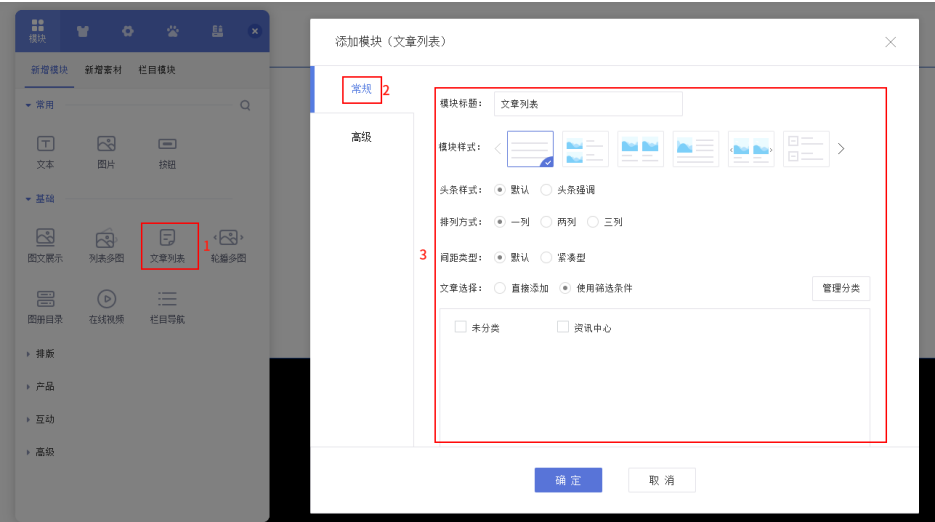 模块
新增模块 新增素材 栏目模块
常用
文本 图片 按钮
基础
图文展示 列表多图 文章列表 轮播多图
1
图册目录 在线视频 栏目导航
排版
产品
互动
高级
添加模块（文章列表）
常规
2
高级
3
模块标题： 文章列表
模块样式：
头条样式： 默认 头条强调
排列方式： 一列 两列 三列
间距类型： 默认 紧凑型
文章选择： 直接添加 使用筛选条件 管理分类
未分类 资讯中心
确定 取消